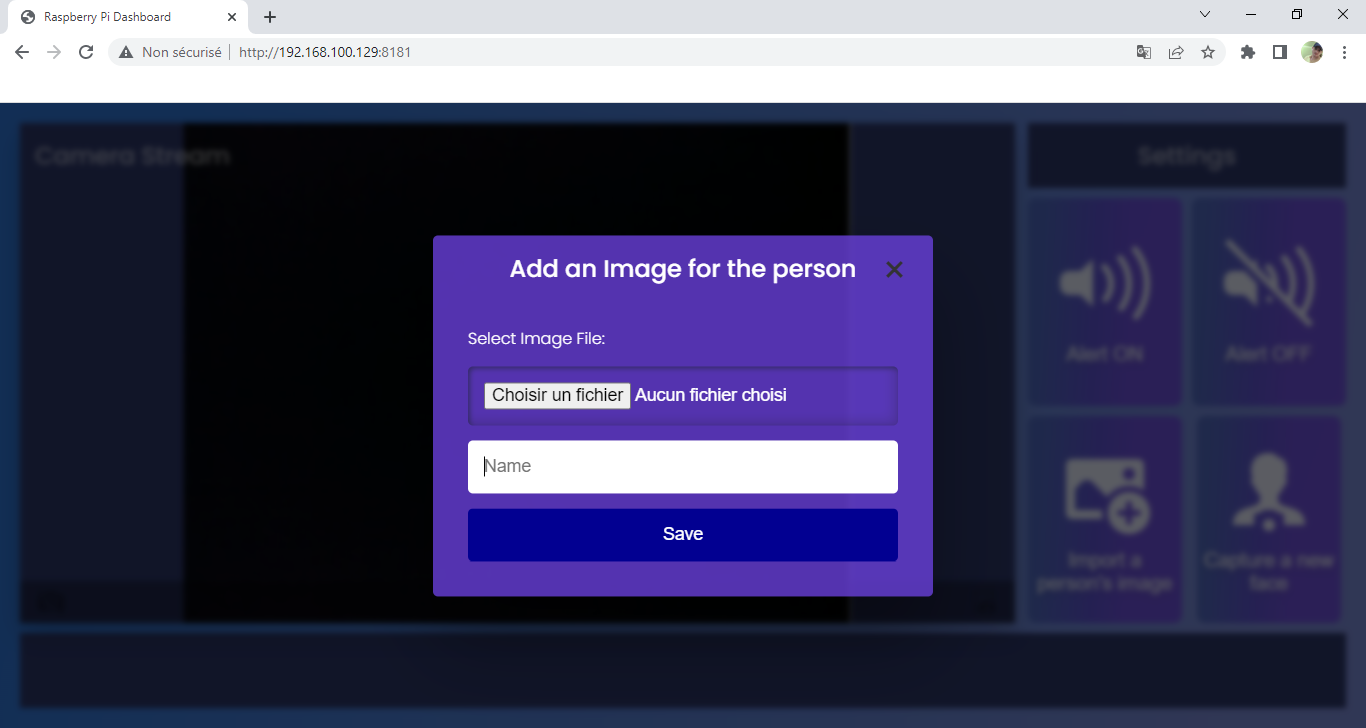 Raspberry Pi Dashboard
Non sécurisé | http://192.168.100.129:8181
Camera Stream
Settings
Add an Image for the person
Select Image File:
Choisir un fichier Aucun fichier choisi
Name
Save
Alert ON
Alert OFF
Import a
person's image
Capture a new
face